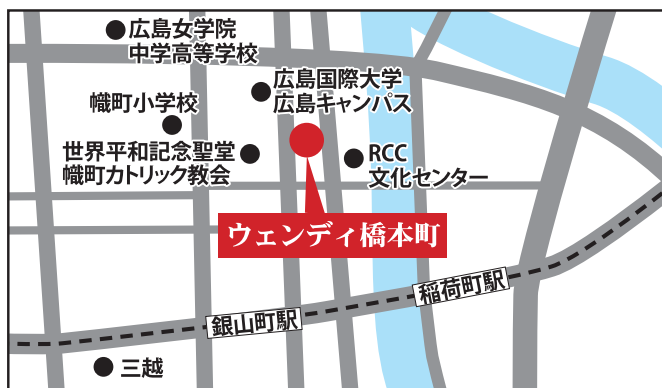 広島女学院
中学高等学校
広島国際大学
広島キャンパス
幟町小学校
世界平和記念聖堂
幟町カトリック教会
RCC
文化センター
ウェンディ橋本町
稲荷町駅
銀山町駅
三越